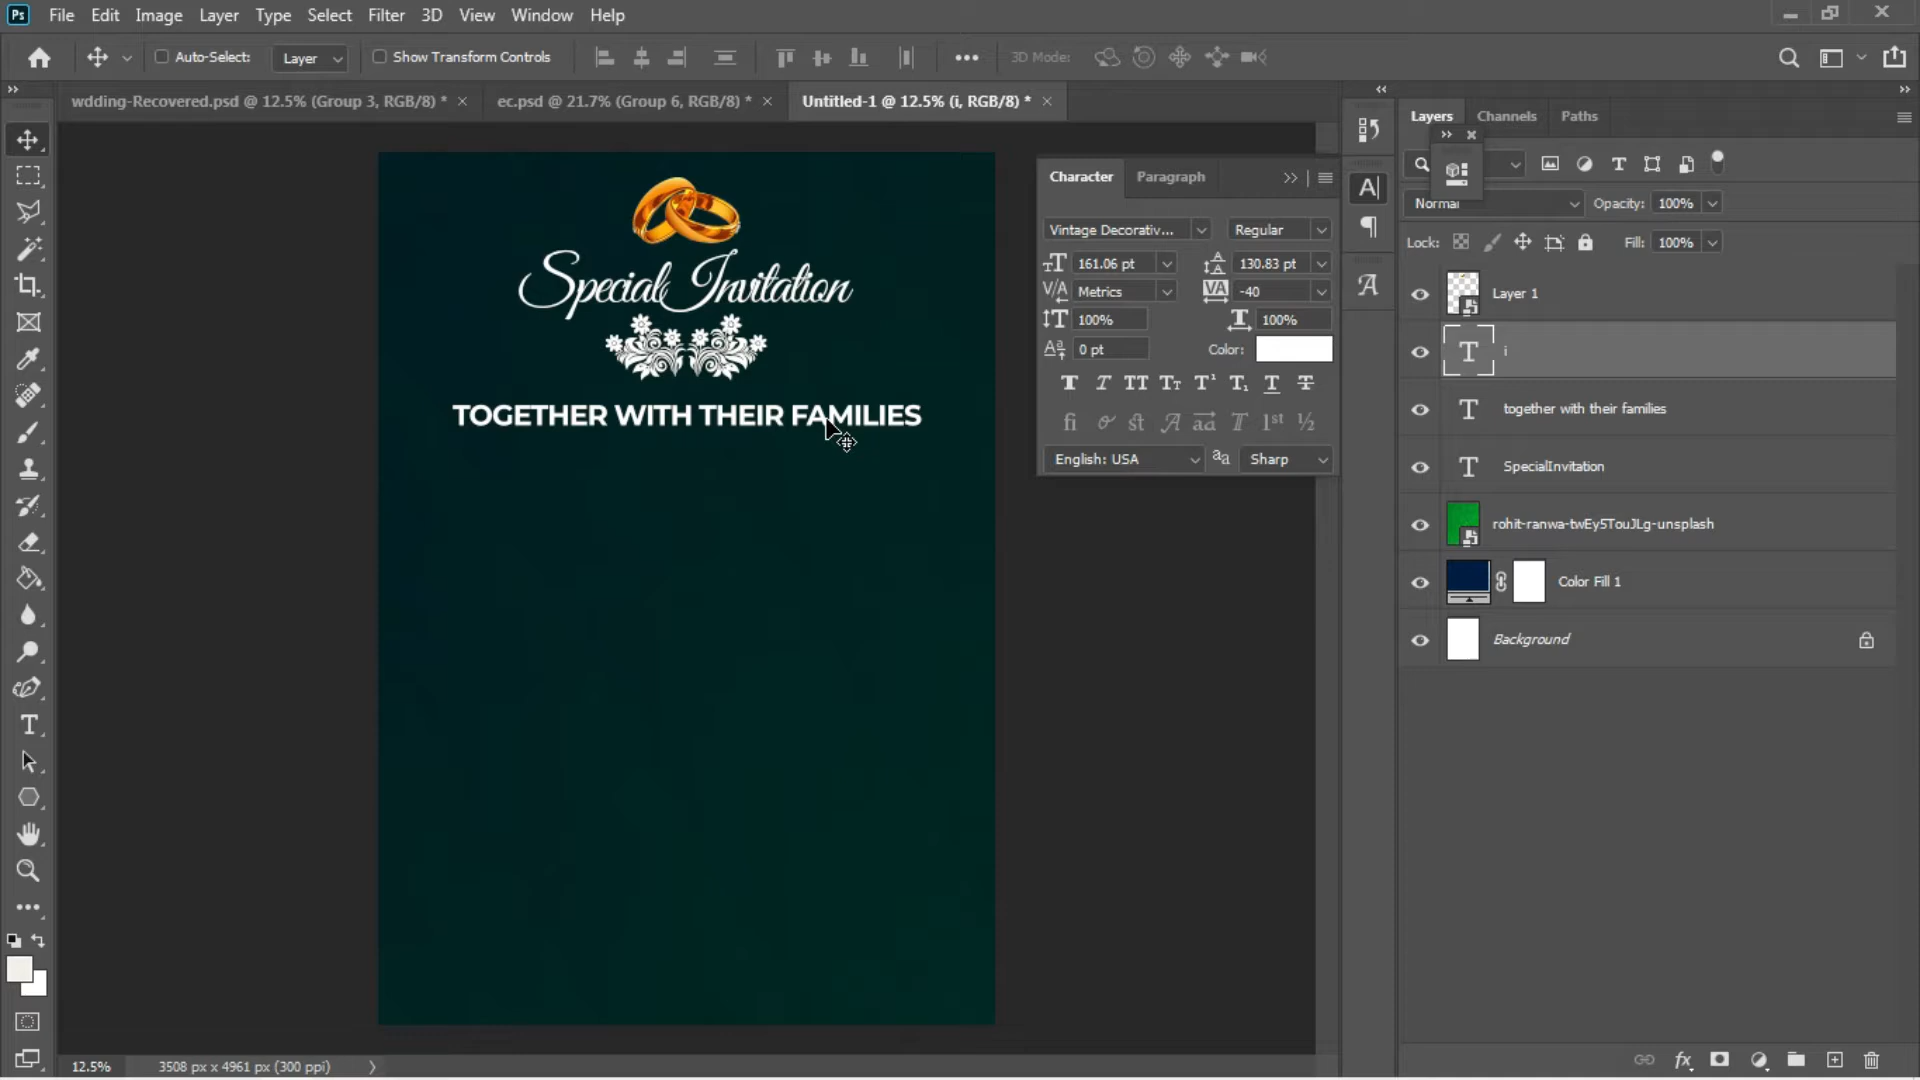 Ps File Edit Image Layer Type Select Filter 3D View Window Help
Auto-Select: Layer Show Transform Controls 3D Mode:
wdding-Recovered.psd @ 12.5% (Group 3, RGB/8) * ec.psd @ 21.7% (Group 6, RGB/8) * Untitled-1 @ 12.5% (i, RGB/8) *
Special Invitation
TOGETHER WITH THEIR FAMILIES
Character Paragraph
Vintage Decorativ... Regular
161.06 pt 130.83 pt
Metrics -40
100% 100%
0 pt Color:
English: USA Sharp
Layers Channels Paths
Normal Opacity: 100%
Lock: Fill: 100%
Layer 1
i
together with their families
SpecialInvitation
rohit-ranwa-twEy5TouJLg-unsplash
Color Fill 1
Background
12.5% 3508 px x 4961 px (300 ppi)